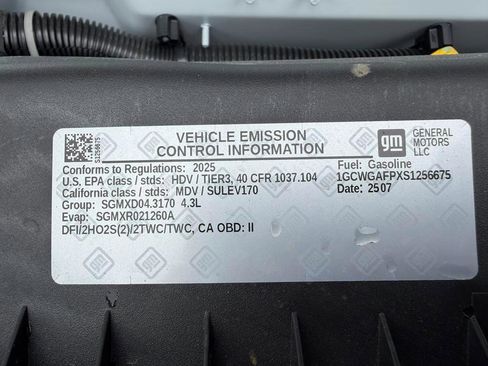 S1256675
VEHICLE EMISSION
CONTROL INFORMATION
gm GENERAL
MOTORS
LLC
Conforms to Regulations: 2025 Fuel: Gasoline
U.S. EPA class / stds: HDV / TIER3, 40 CFR 1037.104 1GCWGAFPXS1256675
California class / stds: MDV / SULEV170 Date: 2507
Group: SGMXD04.3170 4.3L
Evap: SGMXR021260A
DFI/2HO2S(2)/2TWC/TWC, CA OBD: II